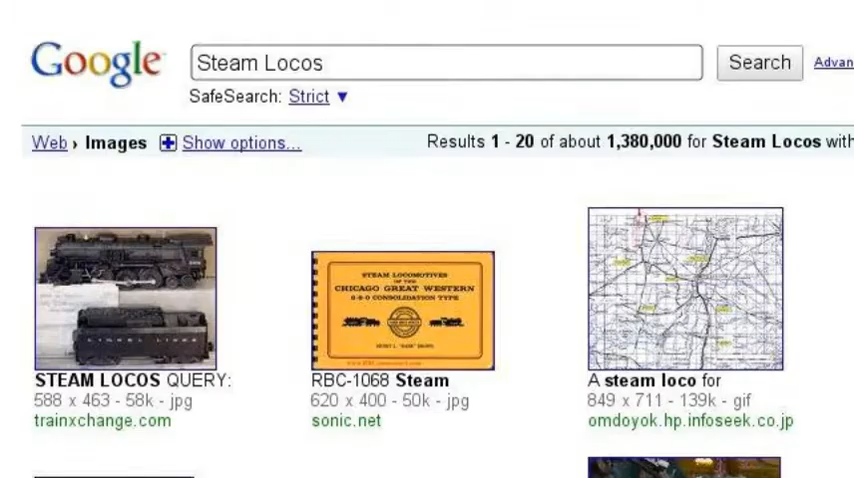 Google
Steam Locos
Search
Advan
SafeSearch: Strict ▼
Web › Images
Show options...
Results 1 - 20 of about 1,380,000 for Steam Locos with
LIONEL LINES
STEAM LOCOMOTIVES
OF THE
CHICAGO GREAT WESTERN
CONSOLIDATION TYPE
STEAM LOCOS QUERY:
588 x 463 - 58k - jpg
trainxchange.com
RBC-1068 Steam
620 x 400 - 50k - jpg
sonic.net
A steam loco for
849 x 711 - 139k - gif
omdoyok.hp.infoseek.co.jp